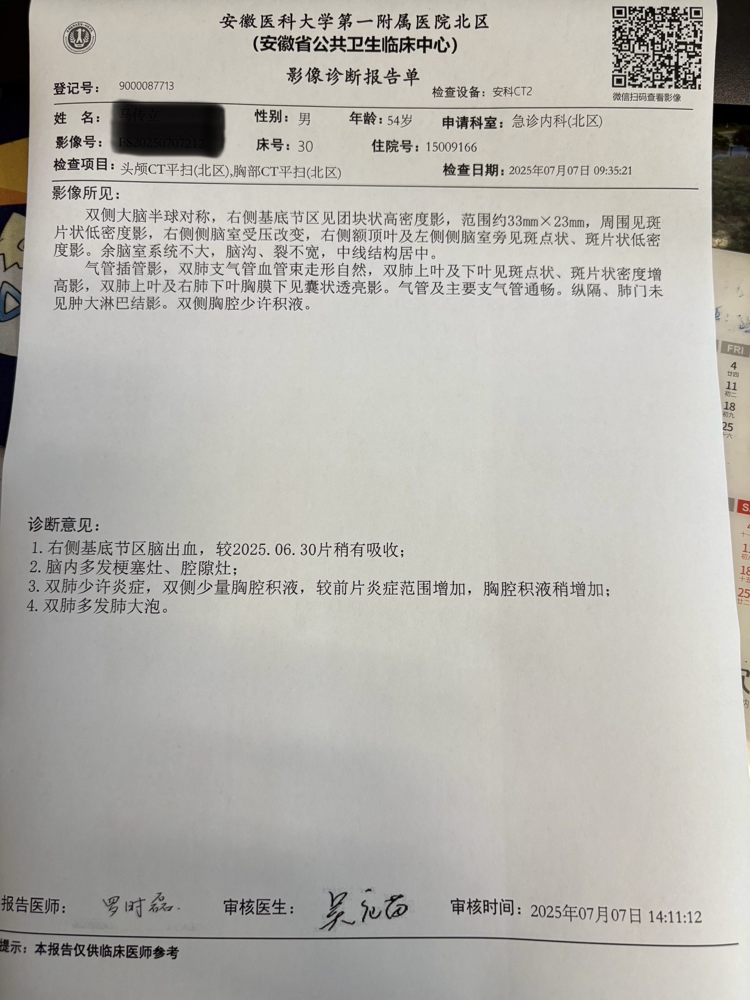 安徽医科大学第一附属医院北区
（安徽省公共卫生临床中心）
影像诊断报告单
登记号： 9000087713
检查设备：安科CT2
微信扫码查看影像
姓 名： 性别：男 年龄：54岁 申请科室：急诊内科(北区)
影像号： 床号：30 住院号：15009166
检查项目：头颅CT平扫(北区),胸部CT平扫(北区) 检查日期：2025年07月07日 09:35:21
影像所见：
双侧大脑半球对称，右侧基底节区见团块状高密度影，范围约33mm×23mm，周围见斑
片状低密度影，右侧侧脑室受压改变，右侧额顶叶及左侧侧脑室旁见斑点状、斑片状低密
度影。余脑室系统不大，脑沟、裂不宽，中线结构居中。
气管插管影，双肺支气管血管束走形自然，双肺上叶及下叶见斑点状、斑片状密度增
高影，双肺上叶及右肺下叶胸膜下见囊状透亮影。气管及主要支气管通畅。纵隔、肺门未
见肿大淋巴结影。双侧胸腔少许积液。
诊断意见：
1.右侧基底节区脑出血，较2025.06.30片稍有吸收；
2.脑内多发梗塞灶、腔隙灶；
3.双肺少许炎症，双侧少量胸腔积液，较前片炎症范围增加，胸腔积液稍增加；
4.双肺多发肺大泡。
报告医师： 罗时磊 审核医生： 审核时间：2025年07月07日 14:11:12
提示：本报告仅供临床医师参考
FRI
4
廿四
11
初二
18
初九
25